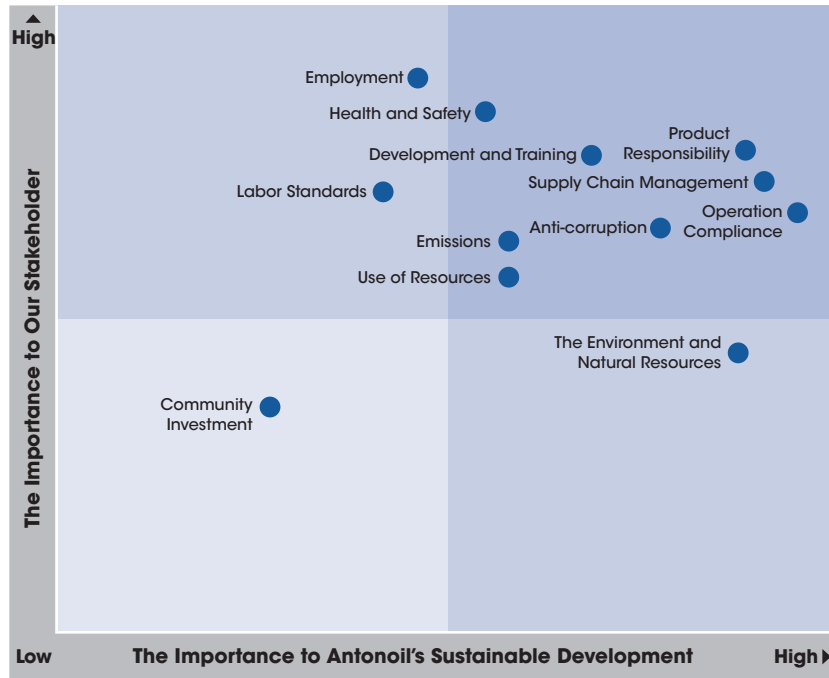 High
Employment
Health and Safety
Product
Responsibility
Development and Training
Supply Chain Management
Labor Standards
Operation
Compliance
Anti-corruption
Emissions
Use of Resources
The Environment and
Natural Resources
Community
Investment
The Importance to Our Stakeholder
Low
The Importance to Antonoil's Sustainable Development
High